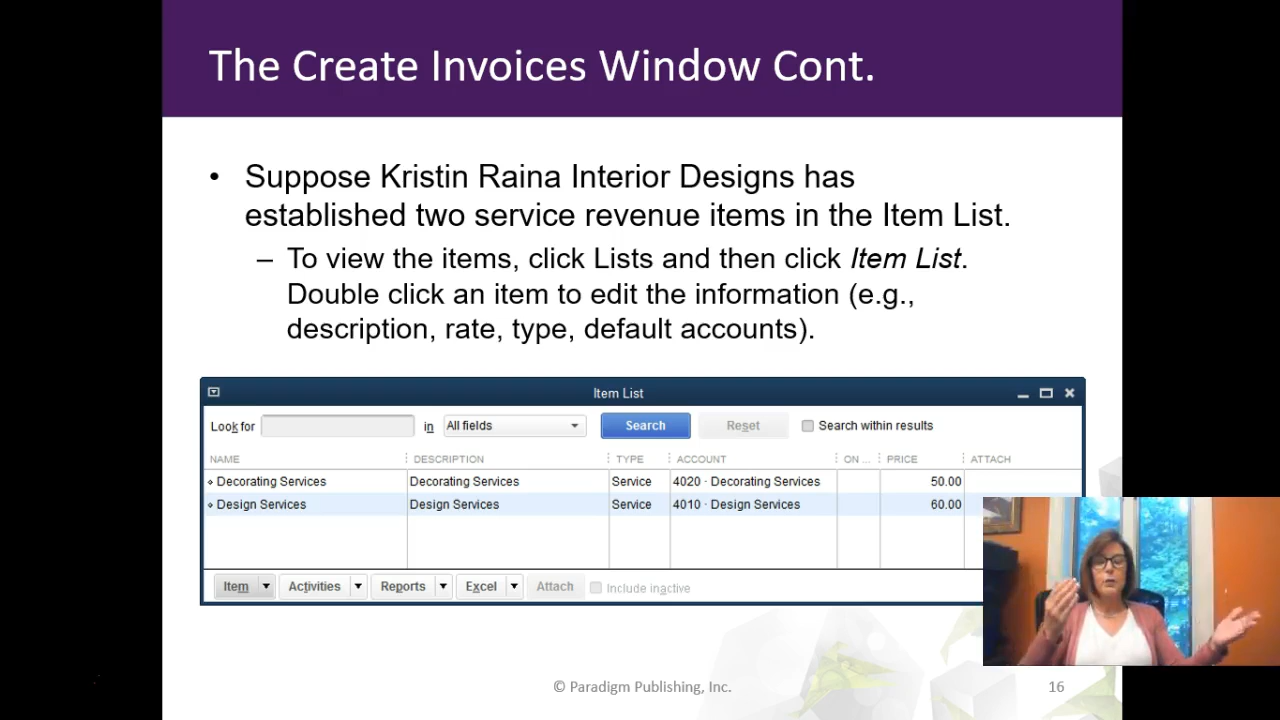 The Create Invoices Window Cont.
• Suppose Kristin Raina Interior Designs has
established two service revenue items in the Item List.
– To view the items, click Lists and then click Item List.
Double click an item to edit the information (e.g.,
description, rate, type, default accounts).
Item List
Look for in All fields Search Reset Search within results
NAME DESCRIPTION TYPE ACCOUNT ON ... PRICE ATTACH
Decorating Services Decorating Services Service 4020 · Decorating Services 50.00
Design Services Design Services Service 4010 · Design Services 60.00
Item Activities Reports Excel Attach Include inactive
© Paradigm Publishing, Inc. 16